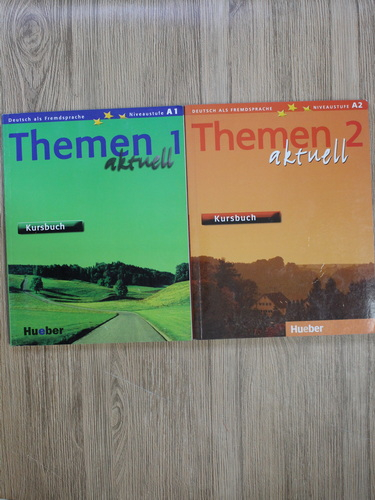 Deutsch als Fremdsprache Niveaustufe A1
Themen 1
aktuell
Kursbuch
Hueber
DEUTSCH ALS FREMDSPRACHE NIVEAUSTUFE A2
Themen 2
aktuell
Kursbuch
Hueber